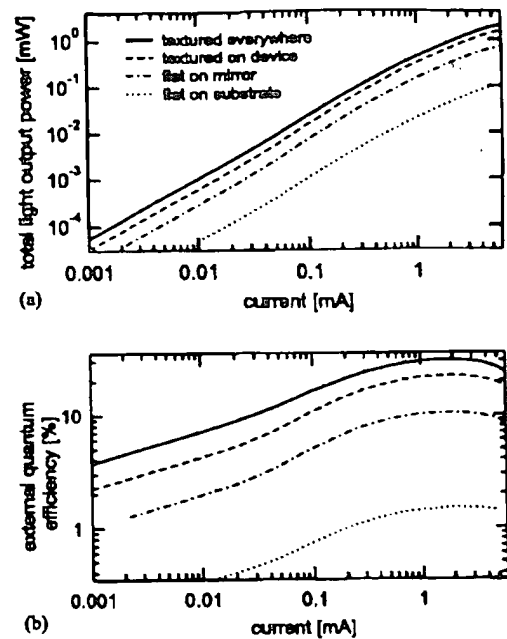 total light output power [mW]
10⁰
10⁻¹
10⁻²
10⁻³
10⁻⁴
textured everywhere
textured on device
flat on mirror
flat on substrate
0.001
0.01
0.1
1
current [mA]
(a)
external quantum
efficiency [%]
10
1
0.001
0.01
0.1
1
current [mA]
(b)